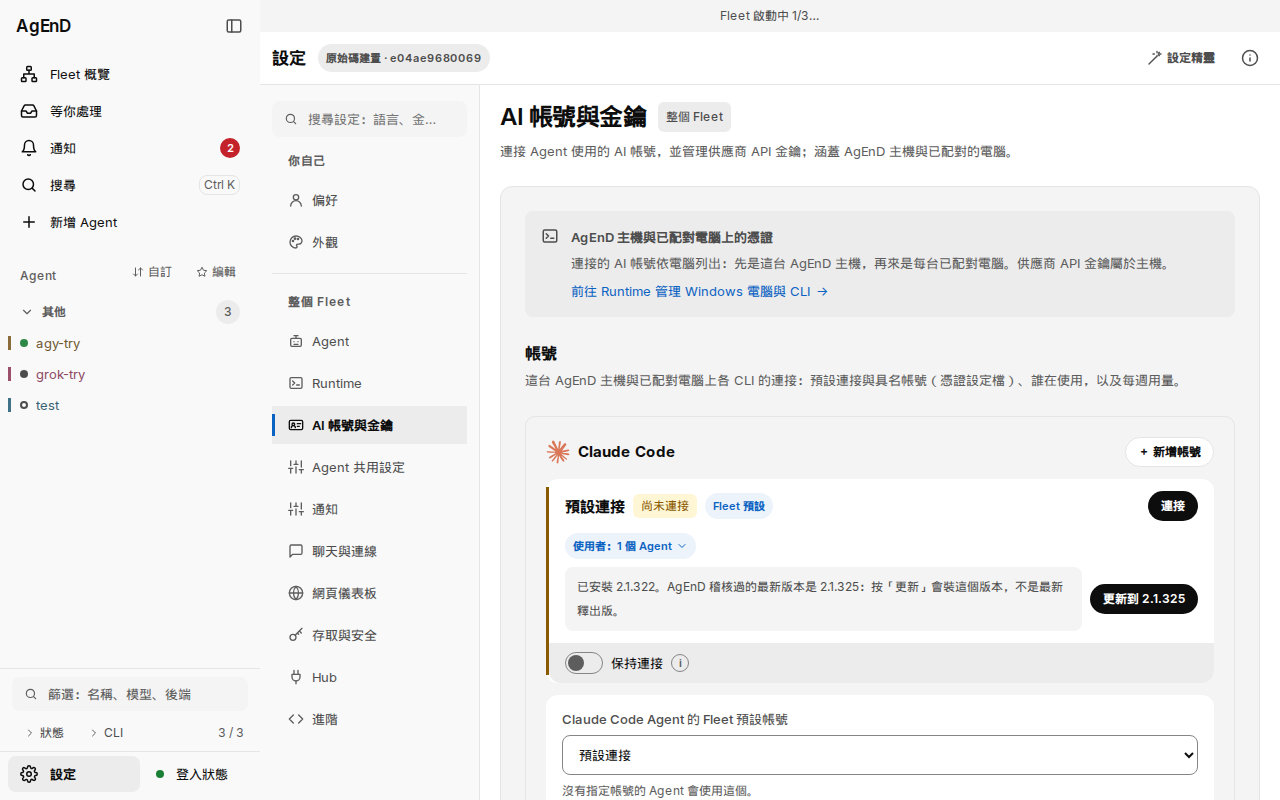 AgEnD
Fleet 概覽
等你處理
通知
2
搜尋
Ctrl K
新增 Agent
Agent
自訂
編輯
其他
3
agy-try
grok-try
test
篩選：名稱、模型、後端
狀態
CLI
3 / 3
設定
登入狀態
Fleet 啟動中 1/3…
設定
原始碼建置 · e04ae9680069
設定精靈
搜尋設定：語言、金…
你自己
偏好
外觀
整個 Fleet
Agent
Runtime
AI 帳號與金鑰
Agent 共用設定
通知
聊天與連線
網頁儀表板
存取與安全
Hub
進階
AI 帳號與金鑰
整個 Fleet
連接 Agent 使用的 AI 帳號，並管理供應商 API 金鑰；涵蓋 AgEnD 主機與已配對的電腦。
AgEnD 主機與已配對電腦上的憑證
連接的 AI 帳號依電腦列出：先是這台 AgEnD 主機，再來是每台已配對電腦。供應商 API 金鑰屬於主機。
前往 Runtime 管理 Windows 電腦與 CLI →
帳號
這台 AgEnD 主機與已配對電腦上各 CLI 的連接：預設連接與具名帳號（憑證設定檔）、誰在使用，以及每週用量。
Claude Code
+ 新增帳號
預設連接
尚未連接
Fleet 預設
連接
使用者：1 個 Agent
已安裝 2.1.322。AgEnD 稽核過的最新版本是 2.1.325：按「更新」會裝這個版本，不是最新
釋出版。
更新到 2.1.325
保持連接
Claude Code Agent 的 Fleet 預設帳號
預設連接
沒有指定帳號的 Agent 會使用這個。